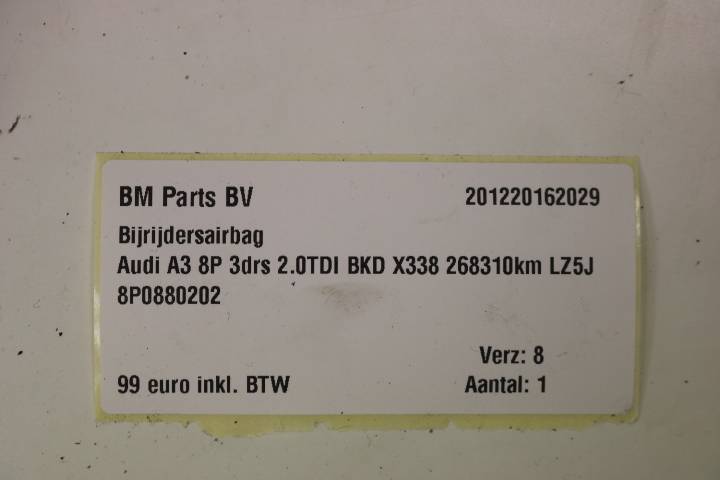 BM Parts BV 201220162029
Bijrijdersairbag
Audi A3 8P 3drs 2.0TDI BKD X338 268310km LZ5J
8P0880202
Verz: 8
99 euro inkl. BTW Aantal: 1